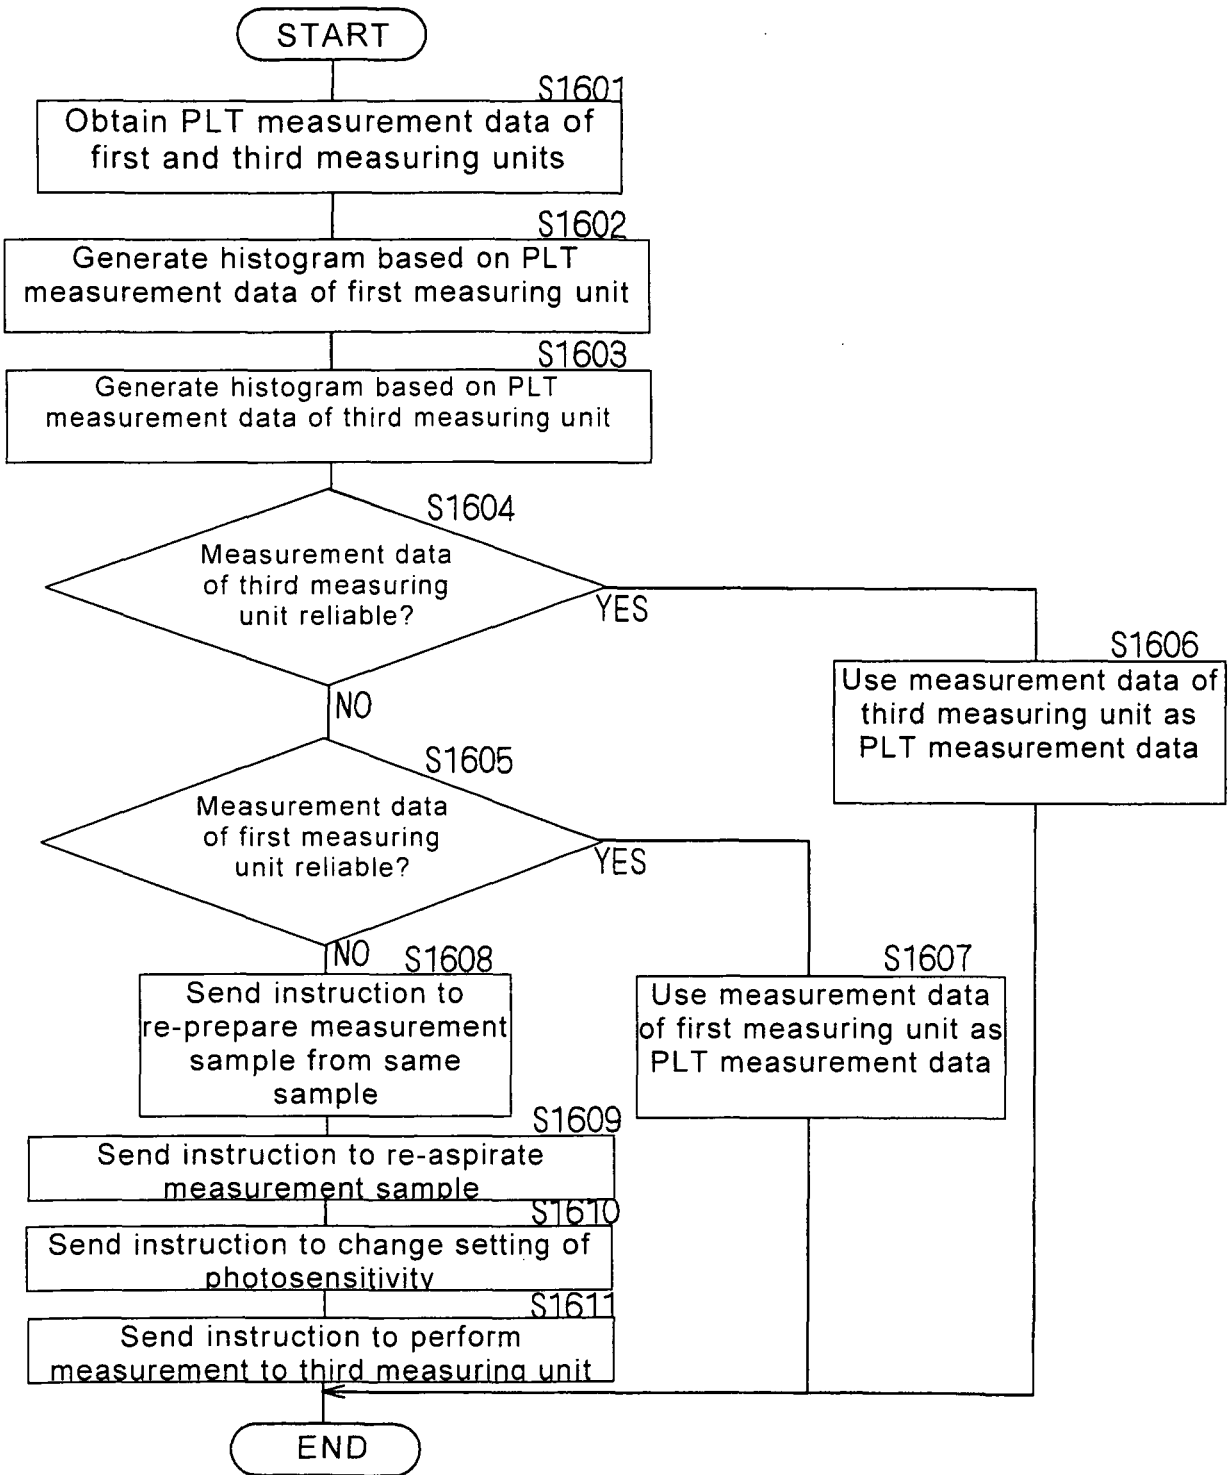 START
S1601
Obtain PLT measurement data of
first and third measuring units
S1602
Generate histogram based on PLT
measurement data of first measuring unit
S1603
Generate histogram based on PLT
measurement data of third measuring unit
S1604
Measurement data
of third measuring
unit reliable?
YES
NO
S1606
Use measurement data of
third measuring unit as
PLT measurement data
S1605
Measurement data
of first measuring
unit reliable?
YES
NO
S1607
Use measurement data
of first measuring unit as
PLT measurement data
S1608
Send instruction to
re-prepare measurement
sample from same
sample
S1609
Send instruction to re-aspirate
measurement sample
S1610
Send instruction to change setting of
photosensitivity
S1611
Send instruction to perform
measurement to third measuring unit
END